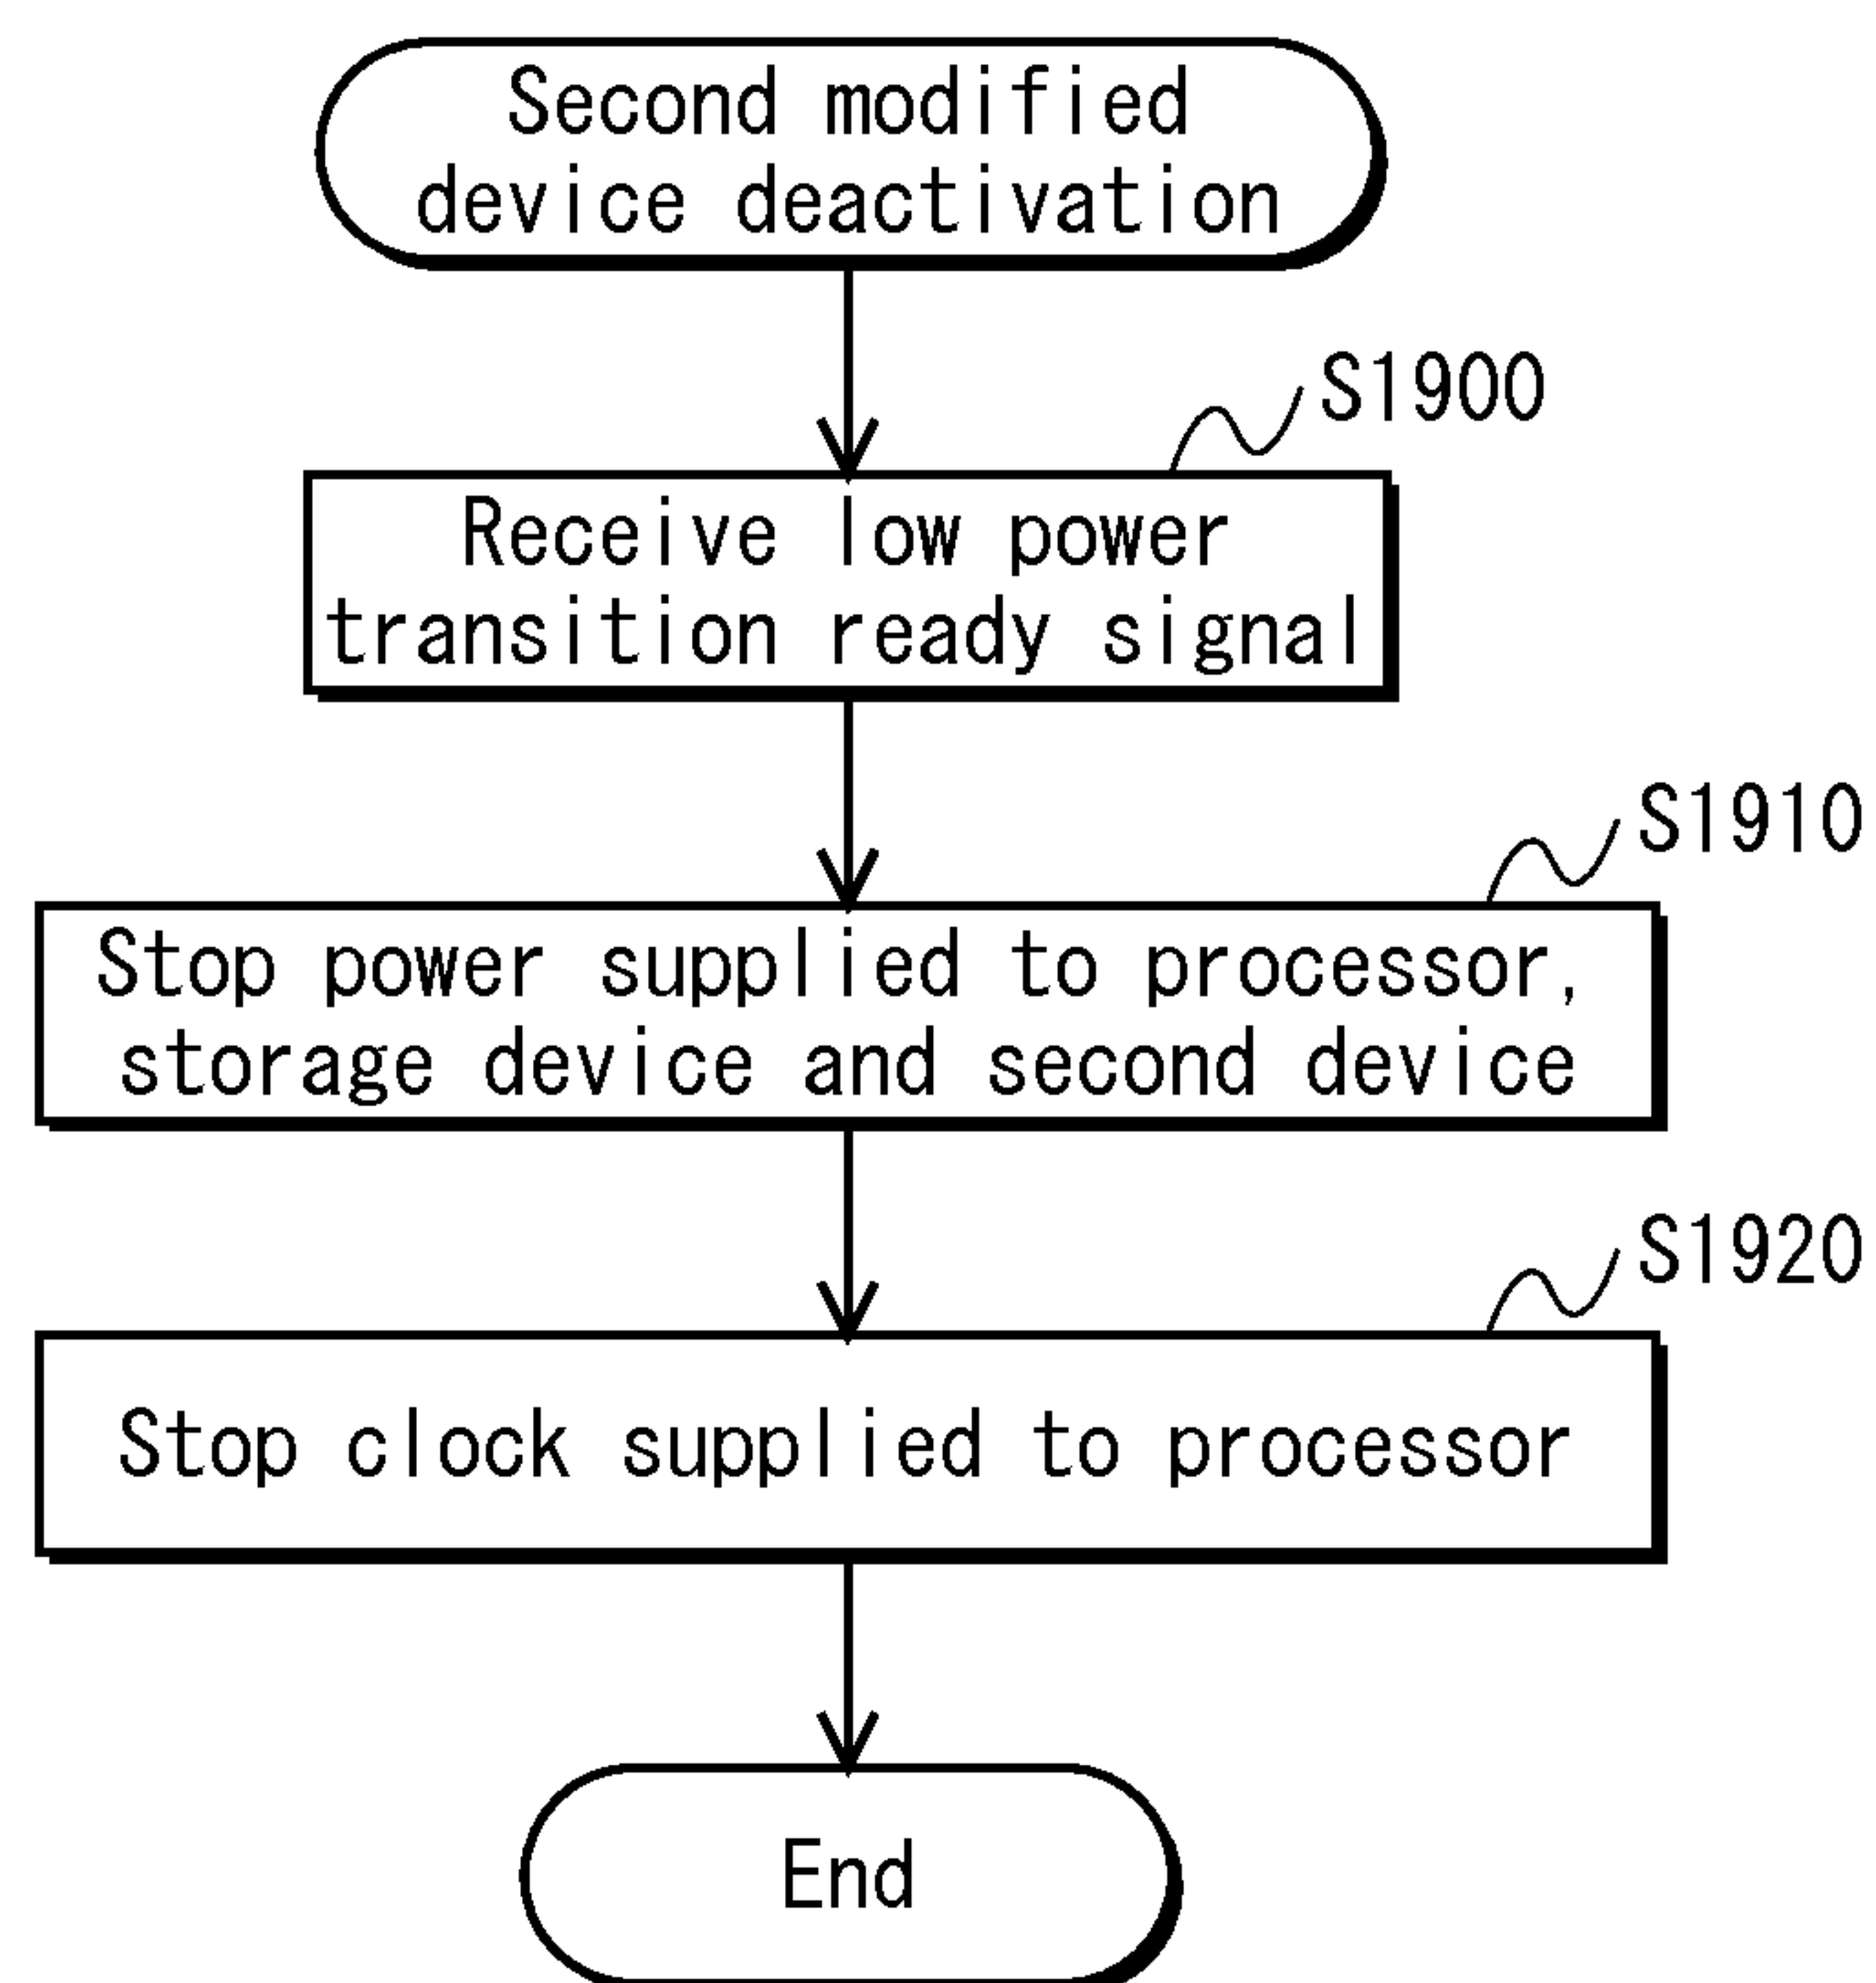 Second modified
device deactivation
S1900
Receive low power
transition ready signal
S1910
Stop power supplied to processor,
storage device and second device
S1920
Stop clock supplied to processor
End